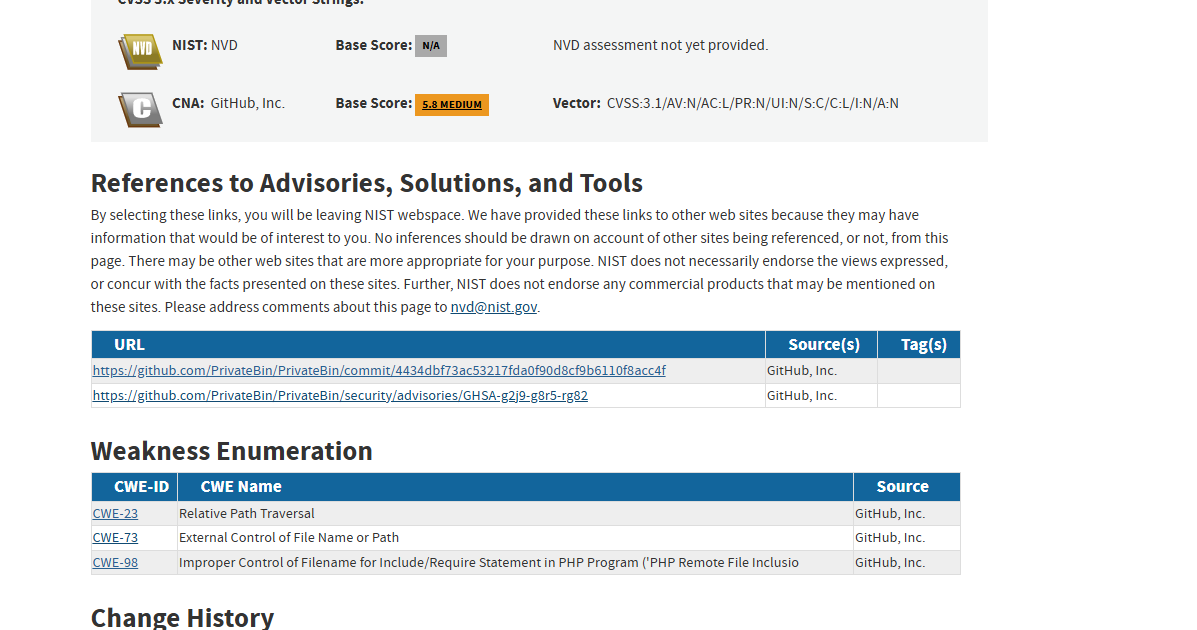 CVSS 3.x Severity and Vector Strings:
NVD NIST: NVD Base Score: N/A NVD assessment not yet provided.
C CNA: GitHub, Inc. Base Score: 5.8 MEDIUM Vector: CVSS:3.1/AV:N/AC:L/PR:N/UI:N/S:C/C:L/I:N/A:N
References to Advisories, Solutions, and Tools
By selecting these links, you will be leaving NIST webspace. We have provided these links to other web sites because they may have
information that would be of interest to you. No inferences should be drawn on account of other sites being referenced, or not, from this
page. There may be other web sites that are more appropriate for your purpose. NIST does not necessarily endorse the views expressed,
or concur with the facts presented on these sites. Further, NIST does not endorse any commercial products that may be mentioned on
these sites. Please address comments about this page to nvd@nist.gov.
URL Source(s) Tag(s)
https://github.com/PrivateBin/PrivateBin/commit/4434dbf73ac53217fda0f90d8cf9b6110f8acc4f GitHub, Inc.
https://github.com/PrivateBin/PrivateBin/security/advisories/GHSA-g2j9-g8r5-rg82 GitHub, Inc.
Weakness Enumeration
CWE-ID CWE Name Source
CWE-23 Relative Path Traversal GitHub, Inc.
CWE-73 External Control of File Name or Path GitHub, Inc.
CWE-98 Improper Control of Filename for Include/Require Statement in PHP Program ('PHP Remote File Inclusio GitHub, Inc.
Change History